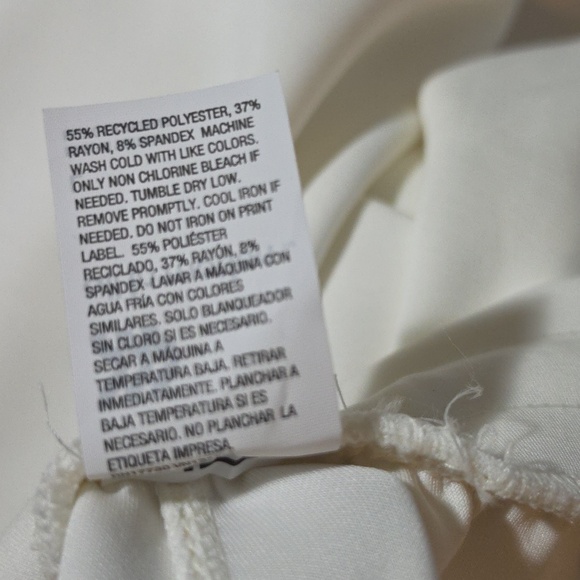 55% RECYCLED POLYESTER, 37%
RAYON, 8% SPANDEX MACHINE
WASH COLD WITH LIKE COLORS.
ONLY NON CHLORINE BLEACH IF
NEEDED. TUMBLE DRY LOW.
REMOVE PROMPTLY. COOL IRON IF
NEEDED. DO NOT IRON ON PRINT
LABEL. 55% POLIÉSTER
RECICLADO, 37% RAYÓN, 8%
SPANDEX LAVAR A MÁQUINA CON
AGUA FRÍA CON COLORES
SIMILARES. SOLO BLANQUEADOR
SIN CLORO SI ES NECESARIO.
SECAR A MÁQUINA A
TEMPERATURA BAJA. RETIRAR
INMEDIATAMENTE. PLANCHAR A
BAJA TEMPERATURA SI ES
NECESARIO. NO PLANCHAR LA
ETIQUETA IMPRESA